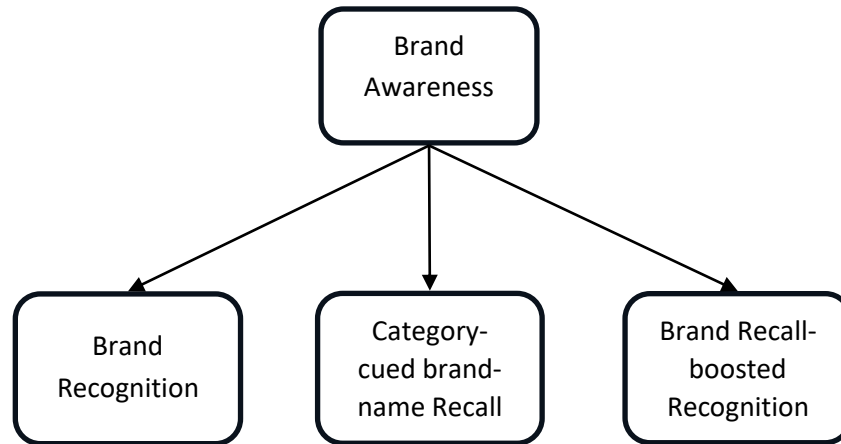 Brand
Awareness
Brand
Recognition
Category-
cued brand-
name Recall
Brand Recall-
boosted
Recognition